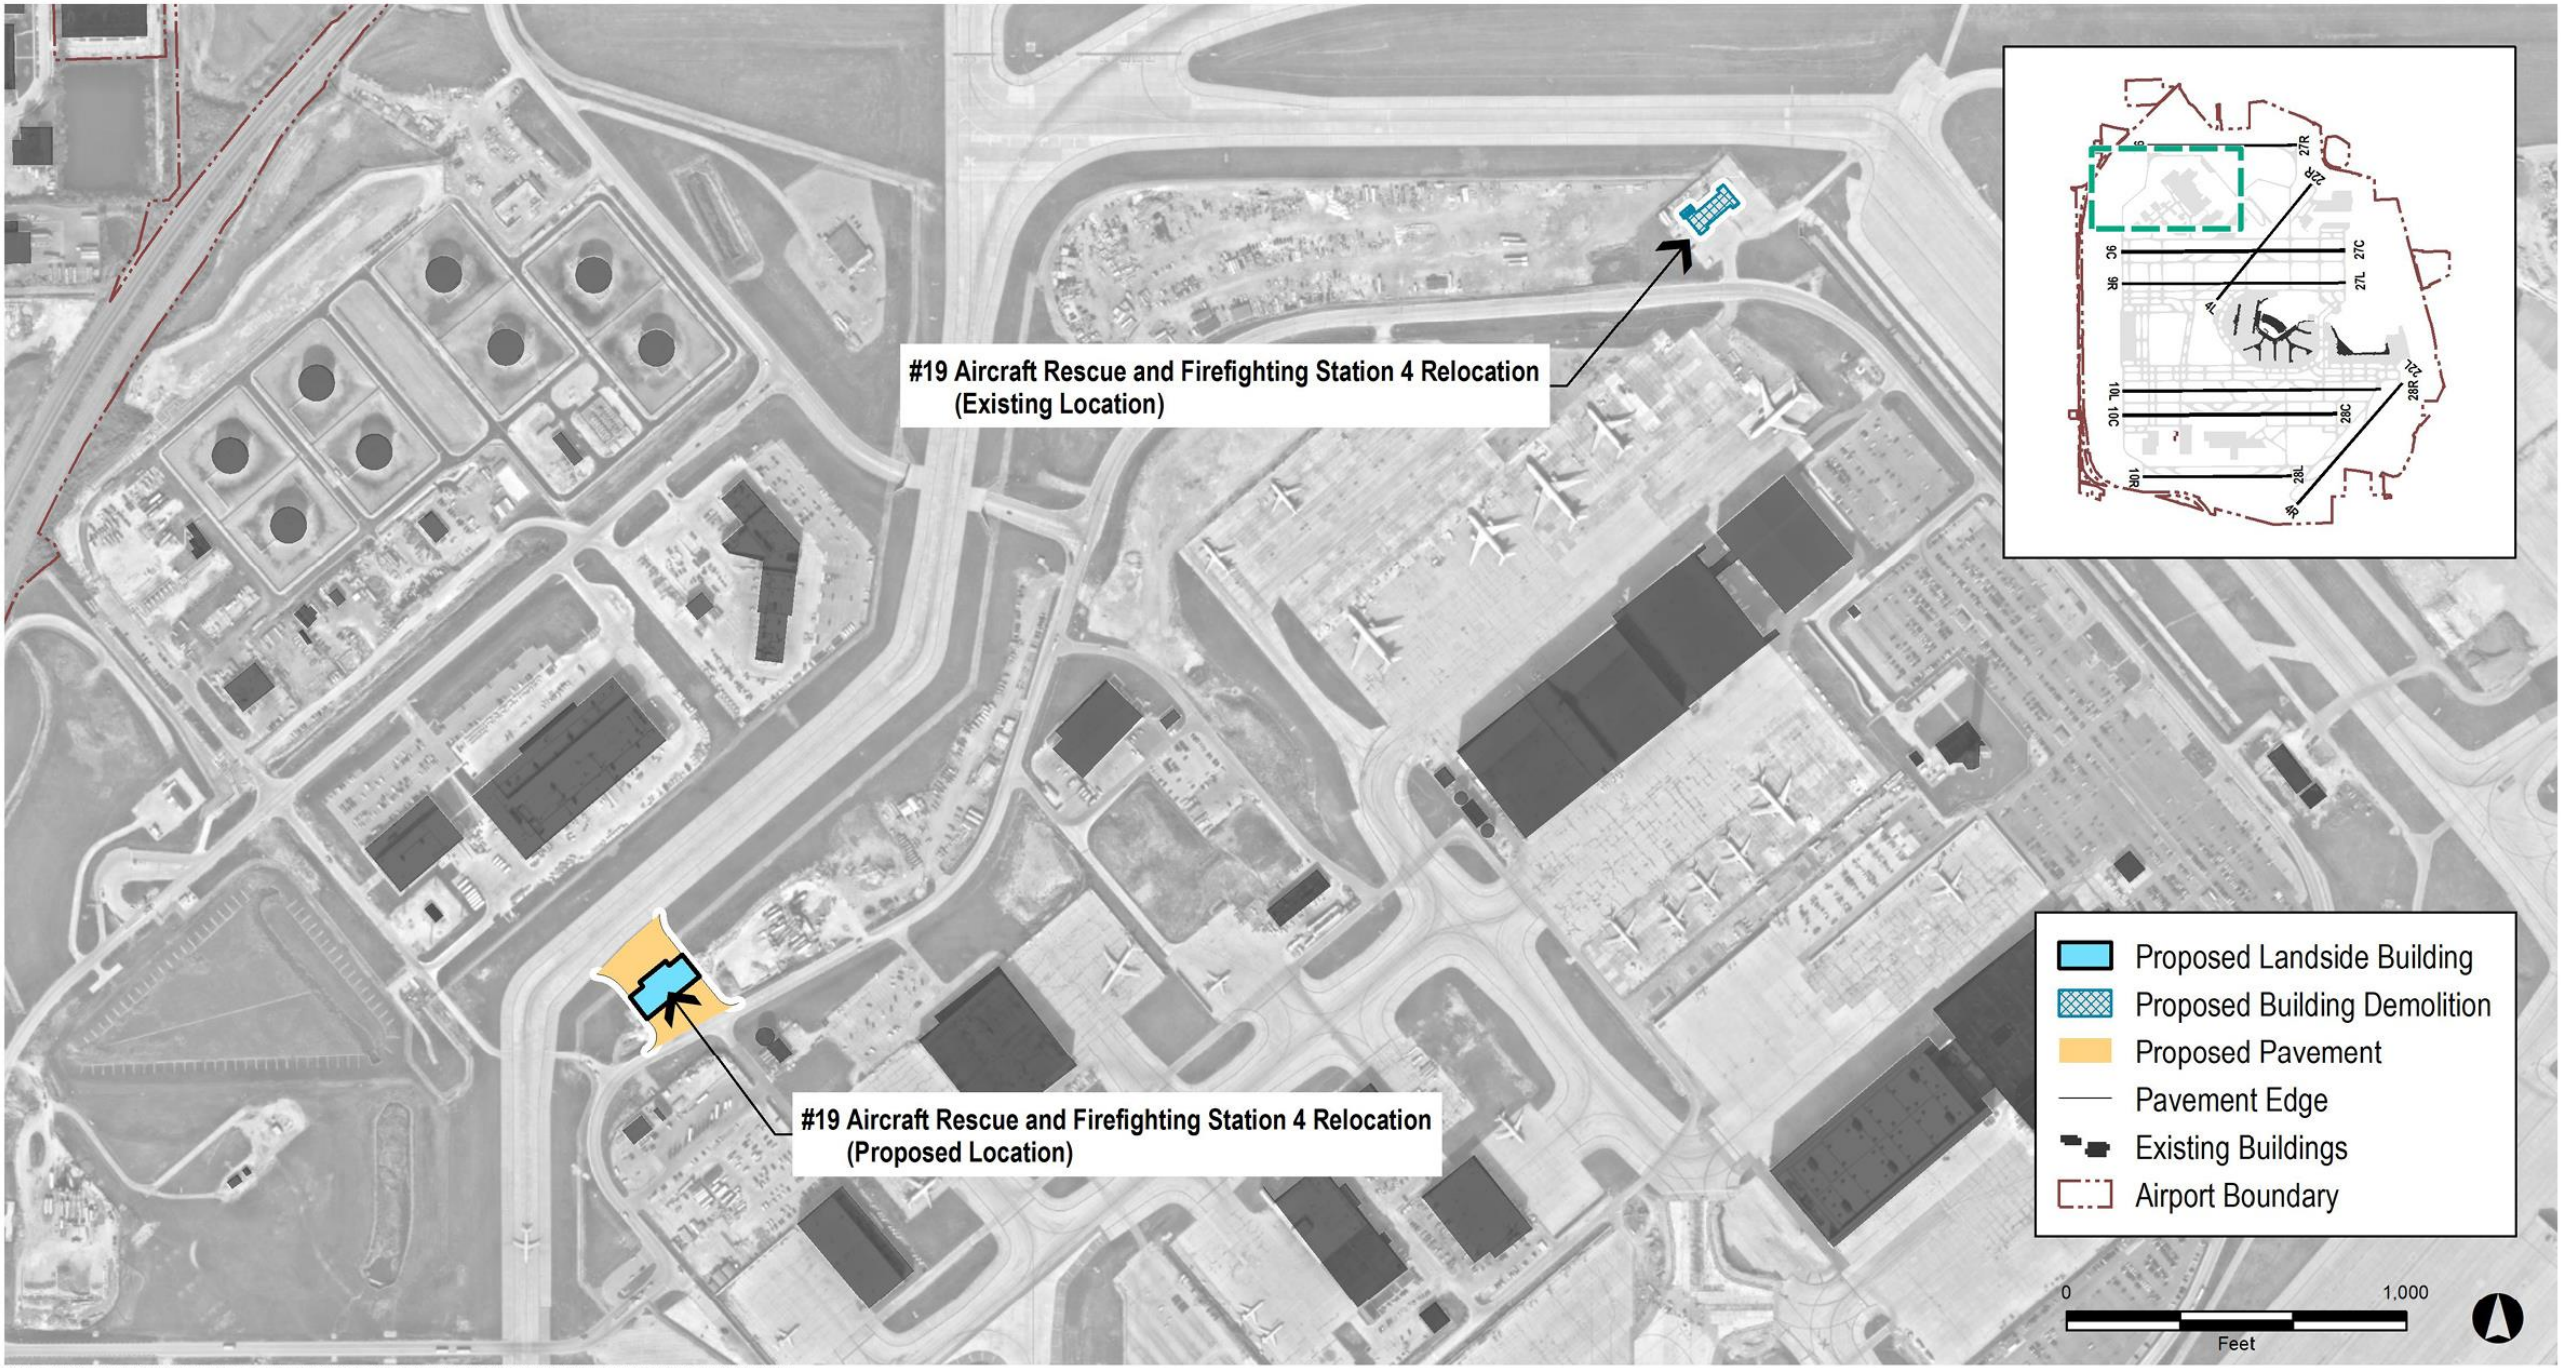 27R
9
22R
9C
27C
9R
27L
4L
22L
10L
28R
10C
28C
10R
28L
4R
#19 Aircraft Rescue and Firefighting Station 4 Relocation
(Existing Location)
#19 Aircraft Rescue and Firefighting Station 4 Relocation
(Proposed Location)
Proposed Landside Building
Proposed Building Demolition
Proposed Pavement
Pavement Edge
Existing Buildings
Airport Boundary
0
1,000
Feet